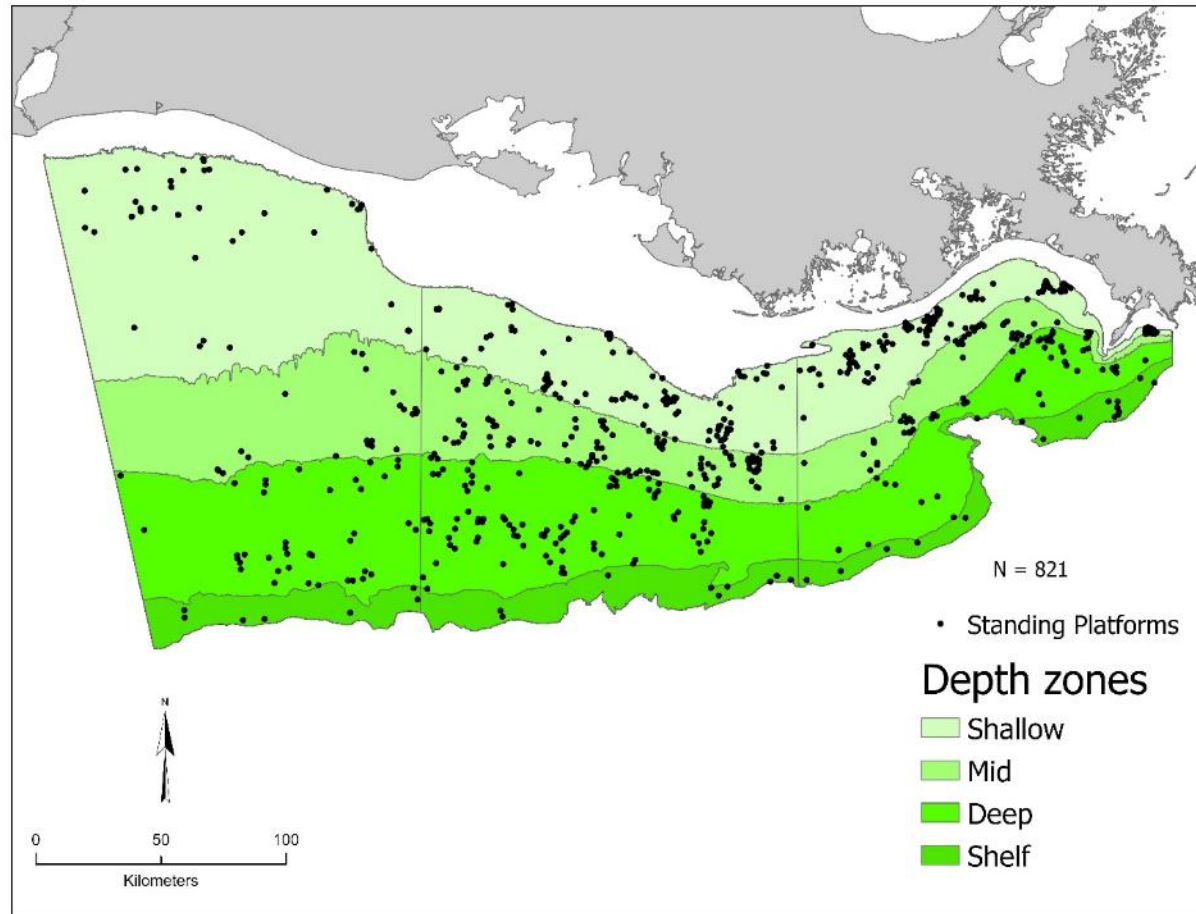 N = 821
Standing Platforms
Depth zones
Shallow
Mid
Deep
Shelf
N
0 50 100
Kilometers